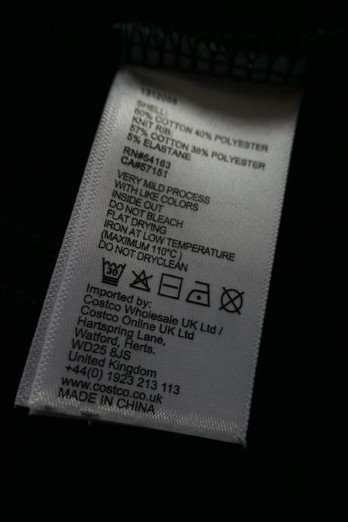 1312068
SHELL:
60% COTTON 40% POLYESTER
KNIT RIB:
57% COTTON 38% POLYESTER
5% ELASTANE
RN#54163
CA#57151
VERY MILD PROCESS
WITH LIKE COLORS
INSIDE OUT
DO NOT BLEACH
FLAT DRYING
IRON AT LOW TEMPERATURE
(MAXIMUM 110°C)
DO NOT DRYCLEAN
30
Imported by:
Costco Wholesale UK Ltd /
Costco Online UK Ltd
Hartspring Lane,
Watford, Herts.
WD25 8JS
United Kingdom
+44(0) 1923 213 113
www.costco.co.uk
MADE IN CHINA